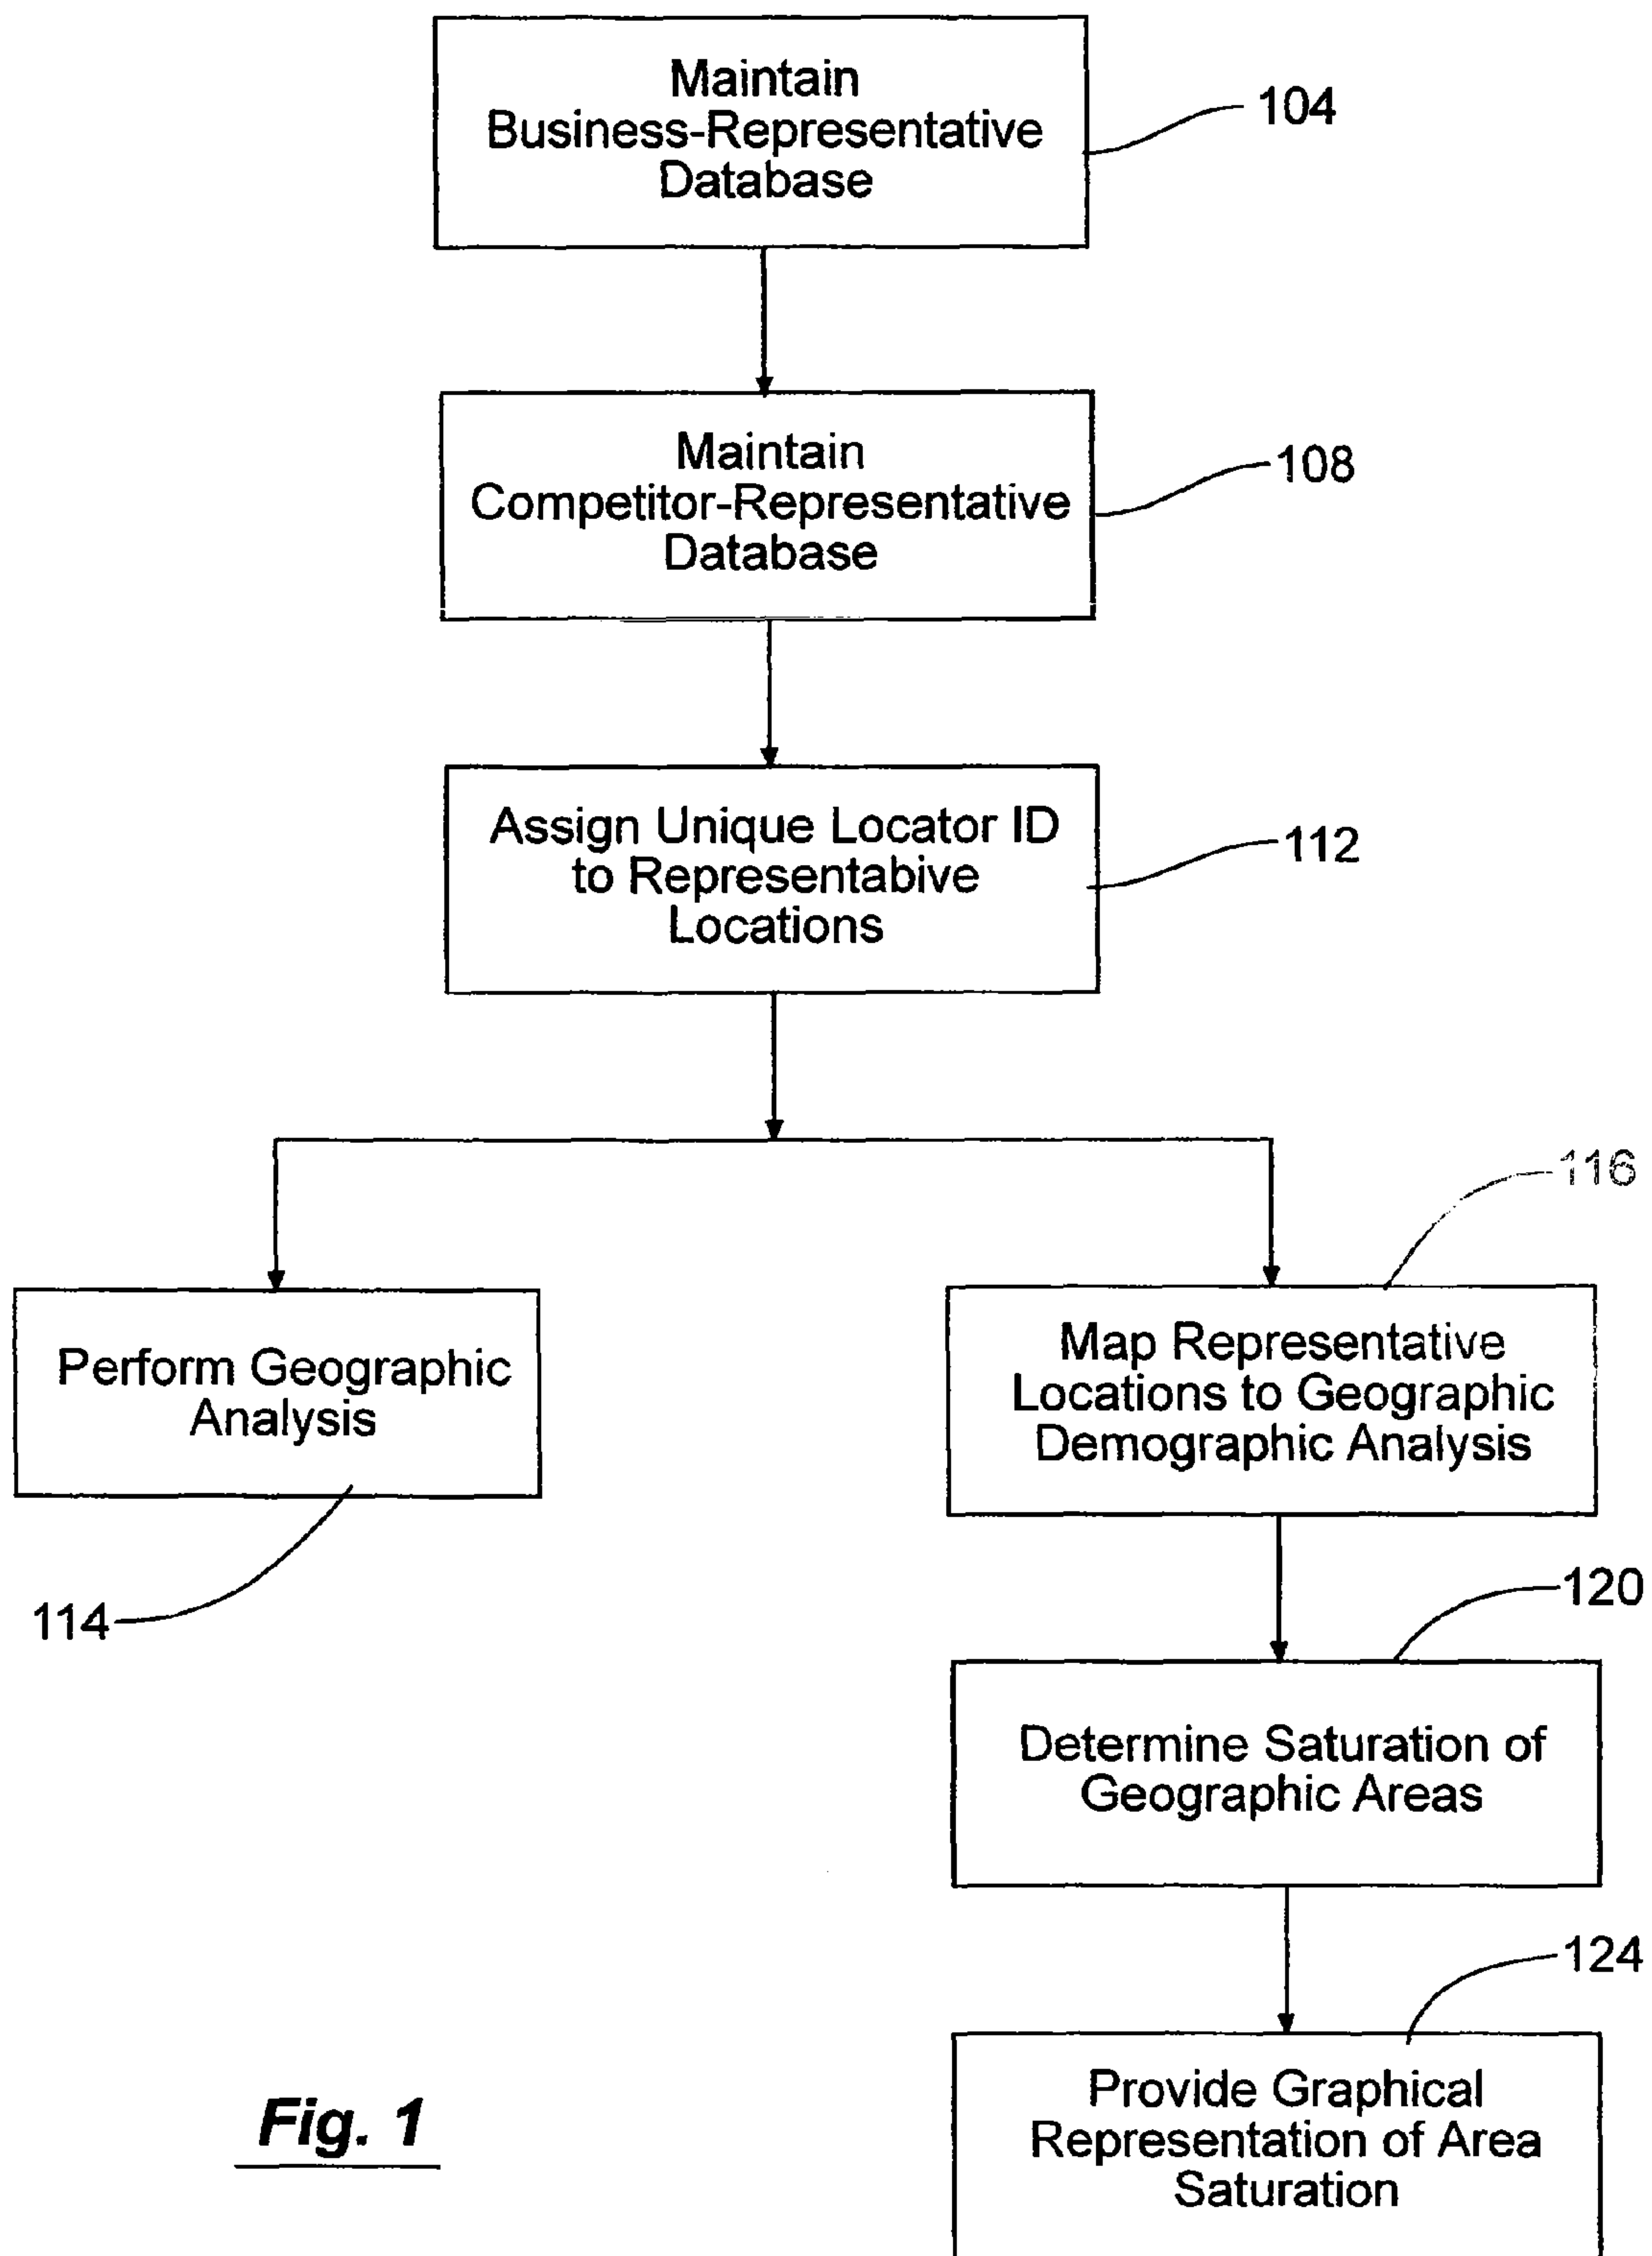 Maintain
Business-Representative
Database
104
Maintain
Competitor-Representative
Database
108
Assign Unique Locator ID
to Representabive
Locations
112
116
Perform Geographic
Analysis
114
Map Representative
Locations to Geographic
Demographic Analysis
120
Determine Saturation of
Geographic Areas
124
Provide Graphical
Representation of Area
Saturation
Fig. 1